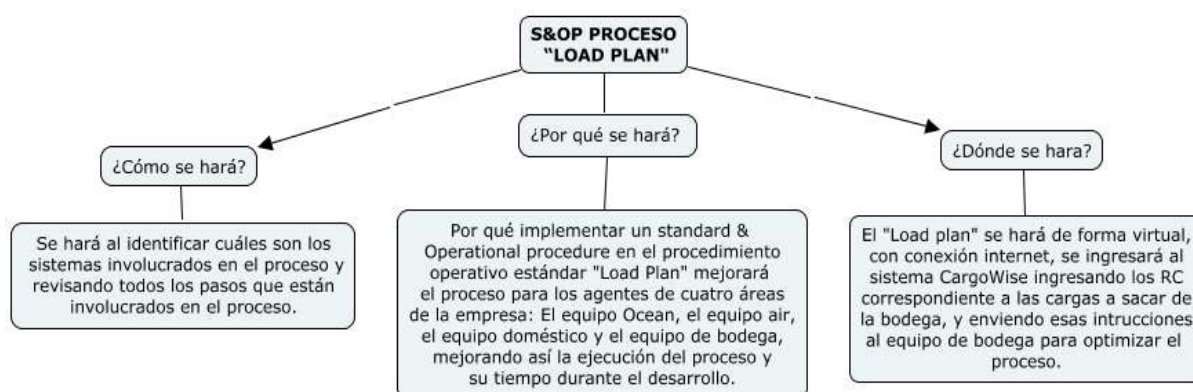 S&OP PROCESO
“LOAD PLAN"
¿Cómo se hará?
Se hará al identificar cuáles son los
sistemas involucrados en el proceso y
revisando todos los pasos que están
involucrados en el proceso.
¿Por qué se hará?
Por qué implementar un standard &
Operational procedure en el procedimiento
operativo estándar "Load Plan" mejorará
el proceso para los agentes de cuatro áreas
de la empresa: El equipo Ocean, el equipo air,
el equipo doméstico y el equipo de bodega,
mejorando así la ejecución del proceso y
su tiempo durante el desarrollo.
¿Dónde se hara?
El "Load plan" se hará de forma virtual,
con conexión internet, se ingresará al
sistema CargoWise ingresando los RC
correspondiente a las cargas a sacar de
la bodega, y enviendo esas intrucciones
al equipo de bodega para optimizar el
proceso.